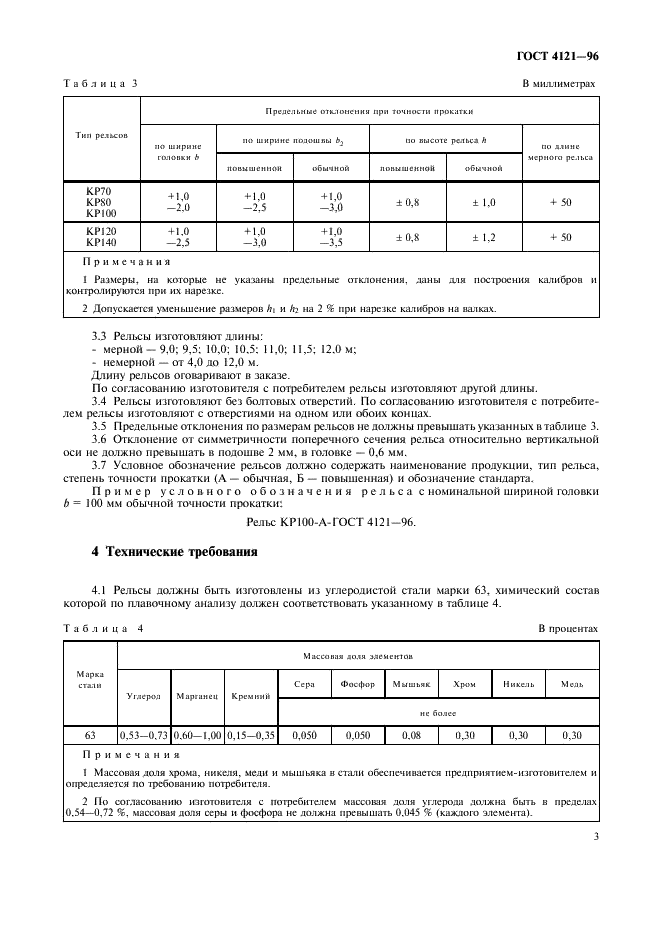 ГОСТ 4121—96
Таблица 3
В миллиметрах
Тип рельсов
Предельные отклонения при точности прокатки
по ширине
головки b
по ширине подошвы b2
по высоте рельса h
по длине
мерного рельса
повышенной
обычной
повышенной
обычной
КР70
КР80
КР100
+1,0
—2,0
+1,0
—2,5
+1,0
—3,0
± 0,8
± 1,0
+ 50
КР120
КР140
+1,0
—2,5
+1,0
—3,0
+1,0
—3,5
± 0,8
± 1,2
+ 50
Примечания
1 Размеры, на которые не указаны предельные отклонения, даны для построения калибров и
контролируются при их нарезке.
2 Допускается уменьшение размеров h1 и h2 на 2 % при нарезке калибров на валках.
3.3 Рельсы изготовляют длины:
- мерной — 9,0; 9,5; 10,0; 10,5; 11,0; 11,5; 12,0 м;
- немерной — от 4,0 до 12,0 м.
Длину рельсов оговаривают в заказе.
По согласованию изготовителя с потребителем рельсы изготовляют другой длины.
3.4 Рельсы изготовляют без болтовых отверстий. По согласованию изготовителя с потребите-
лем рельсы изготовляют с отверстиями на одном или обоих концах.
3.5 Предельные отклонения по размерам рельсов не должны превышать указанных в таблице 3.
3.6 Отклонение от симметричности поперечного сечения рельса относительно вертикальной
оси не должно превышать в подошве 2 мм, в головке — 0,6 мм.
3.7 Условное обозначение рельсов должно содержать наименование продукции, тип рельса,
степень точности прокатки (А — обычная, Б — повышенная) и обозначение стандарта.
Пример условного обозначения рельса с номинальной шириной головки
b = 100 мм обычной точности прокатки:
Рельс КР100-А-ГОСТ 4121—96.
4 Технические требования
4.1 Рельсы должны быть изготовлены из углеродистой стали марки 63, химический состав
которой по плавочному анализу должен соответствовать указанному в таблице 4.
Таблица 4
В процентах
Марка
стали
Массовая доля элементов
Углерод
Марганец
Кремний
Сера
Фосфор
Мышьяк
Хром
Никель
Медь
не более
63
0,53—0,73
0,60—1,00
0,15—0,35
0,050
0,050
0,08
0,30
0,30
0,30
Примечания
1 Массовая доля хрома, никеля, меди и мышьяка в стали обеспечивается предприятием-изготовителем и
определяется по требованию потребителя.
2 По согласованию изготовителя с потребителем массовая доля углерода должна быть в пределах
0,54—0,72 %, массовая доля серы и фосфора не должна превышать 0,045 % (каждого элемента).
3